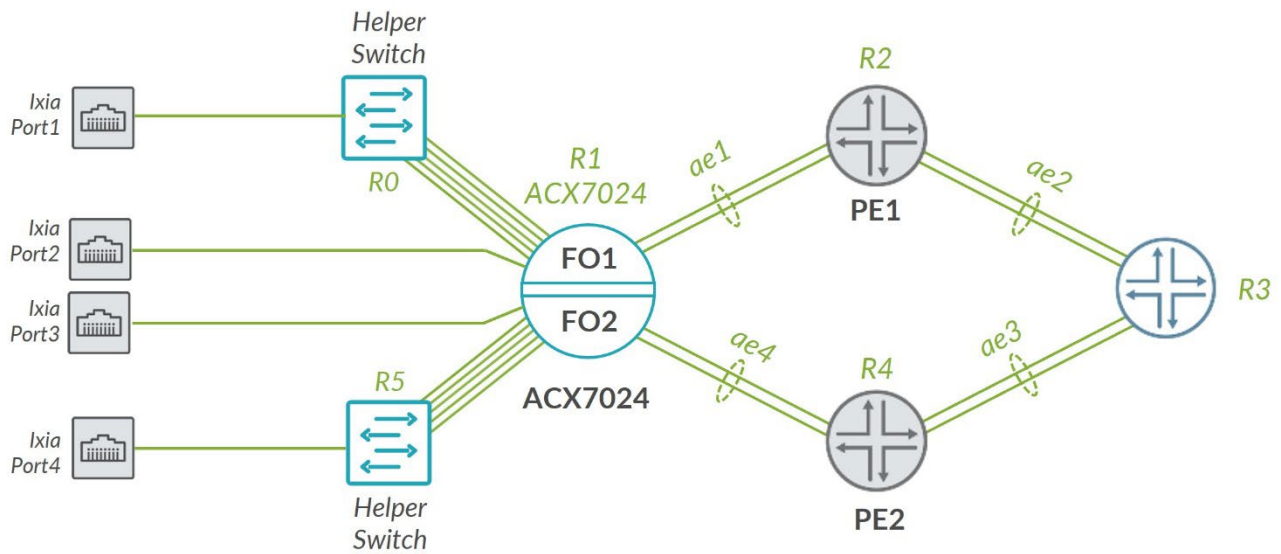 Helper
Switch
Ixia
Port1
R0
R1
ACX7024
ae1
R2
PE1
ae2
Ixia
Port2
FO1
R3
Ixia
Port3
FO2
ae4
ae3
R5
ACX7024
R4
Ixia
Port4
PE2
Helper
Switch